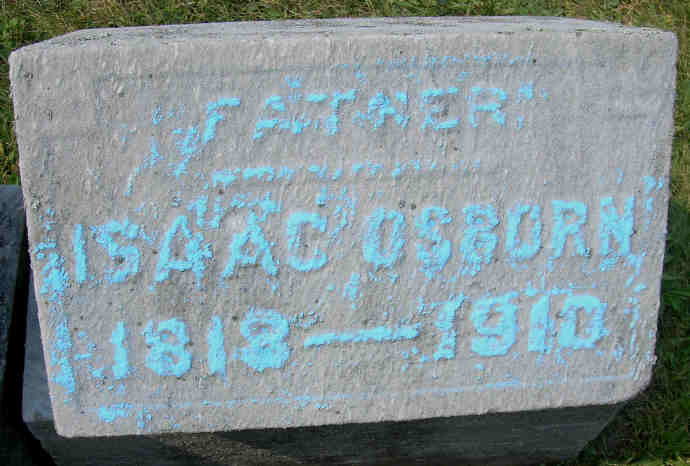 FATHER
ISAAC OSBORN
1818—1910